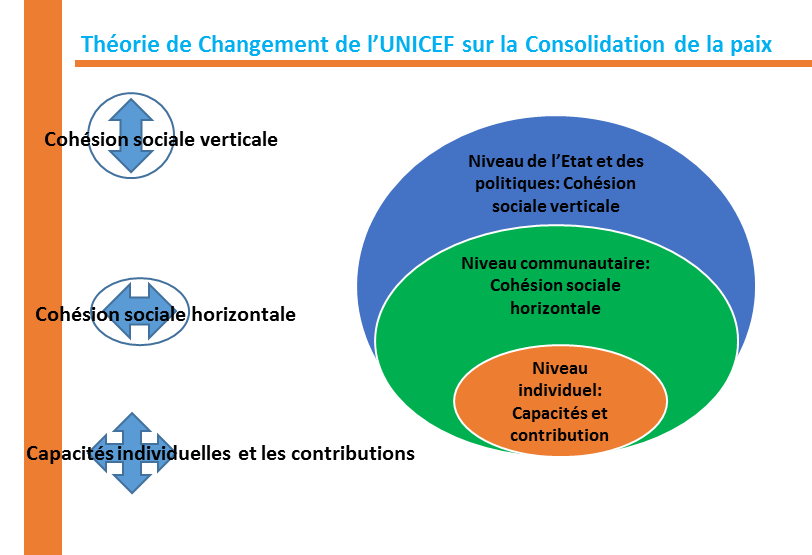 Théorie de Changement de l’UNICEF sur la Consolidation de la paix
Cohésion sociale verticale
Cohésion sociale horizontale
Capacités individuelles et les contributions
Niveau de l’Etat et des
politiques: Cohésion
sociale verticale
Niveau communautaire:
Cohésion sociale
horizontale
Niveau
individuel:
Capacités et
contribution